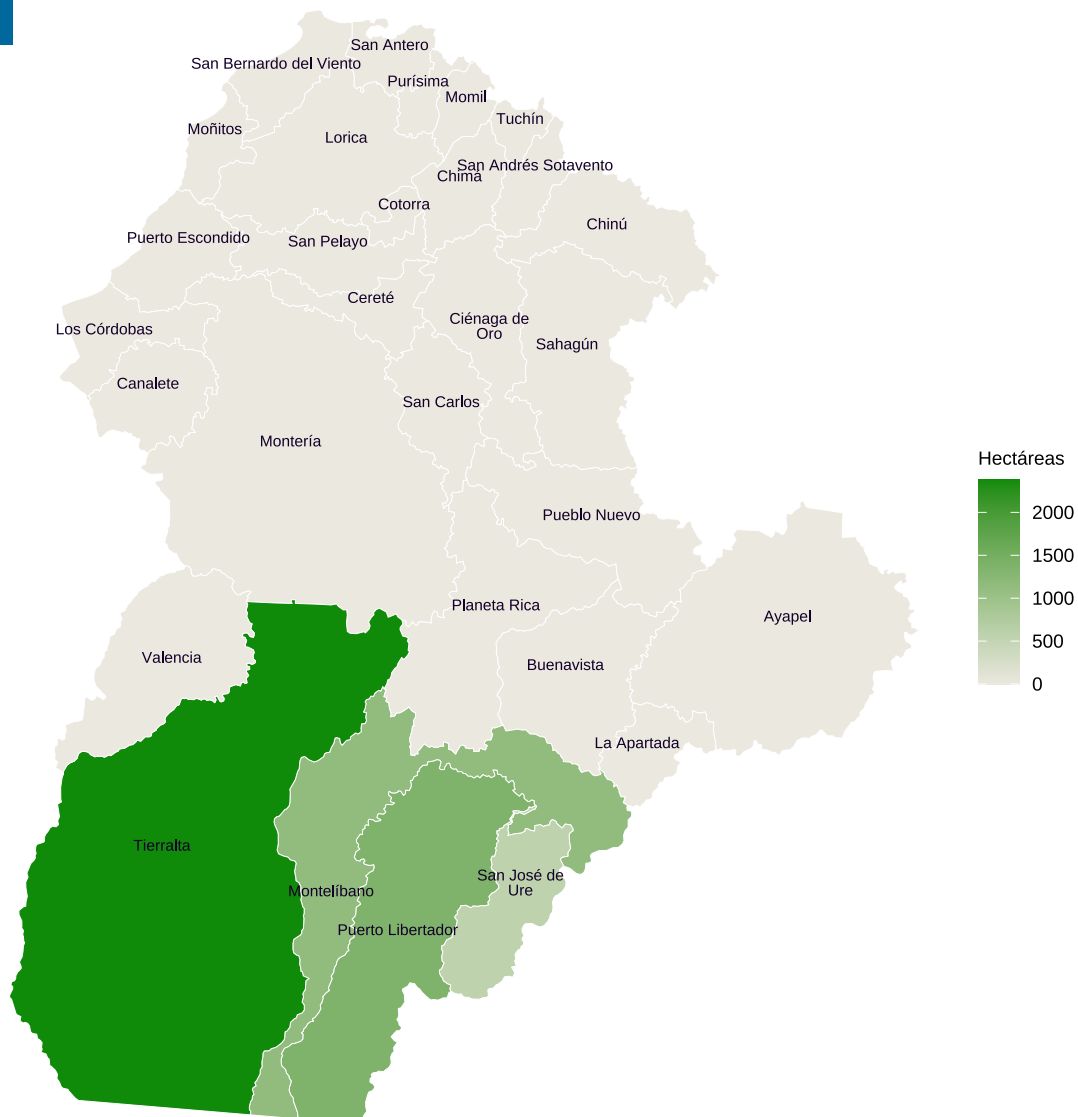 San Antero
San Bernardo del Viento
Purísima
Momil
Tuchín
Moñitos
Lorica
San Andrés Sotavento
Chimá
Cotorra
Chinú
Puerto Escondido
San Pelayo
Cereté
Ciénaga de
Oro
Los Córdobas
Sahagún
Canalete
San Carlos
Montería
Hectáreas
2000
1500
1000
500
0
Pueblo Nuevo
Planeta Rica
Ayapel
Valencia
Buenavista
La Apartada
Tierralta
San José de
Ure
Montelíbano
Puerto Libertador